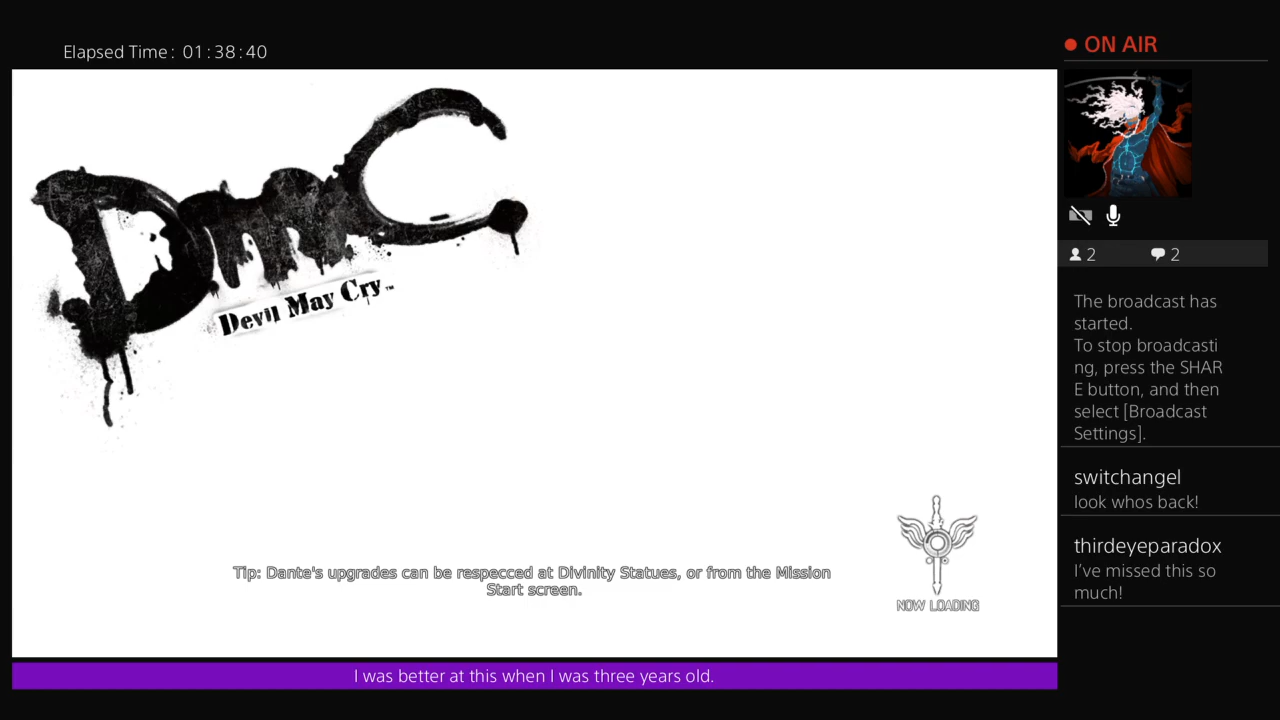 Elapsed Time: 01:38:40
ON AIR
DmC
Devil May Cry™
2
2
The broadcast has
started.
To stop broadcasti
ng, press the SHAR
E button, and then
select [Broadcast
Settings].
switchangel
look whos back!
thirdeyeparadox
I've missed this so
much!
Tip: Dante's upgrades can be respecced at Divinity Statues, or from the Mission
Start screen.
NOW LOADING
I was better at this when I was three years old.